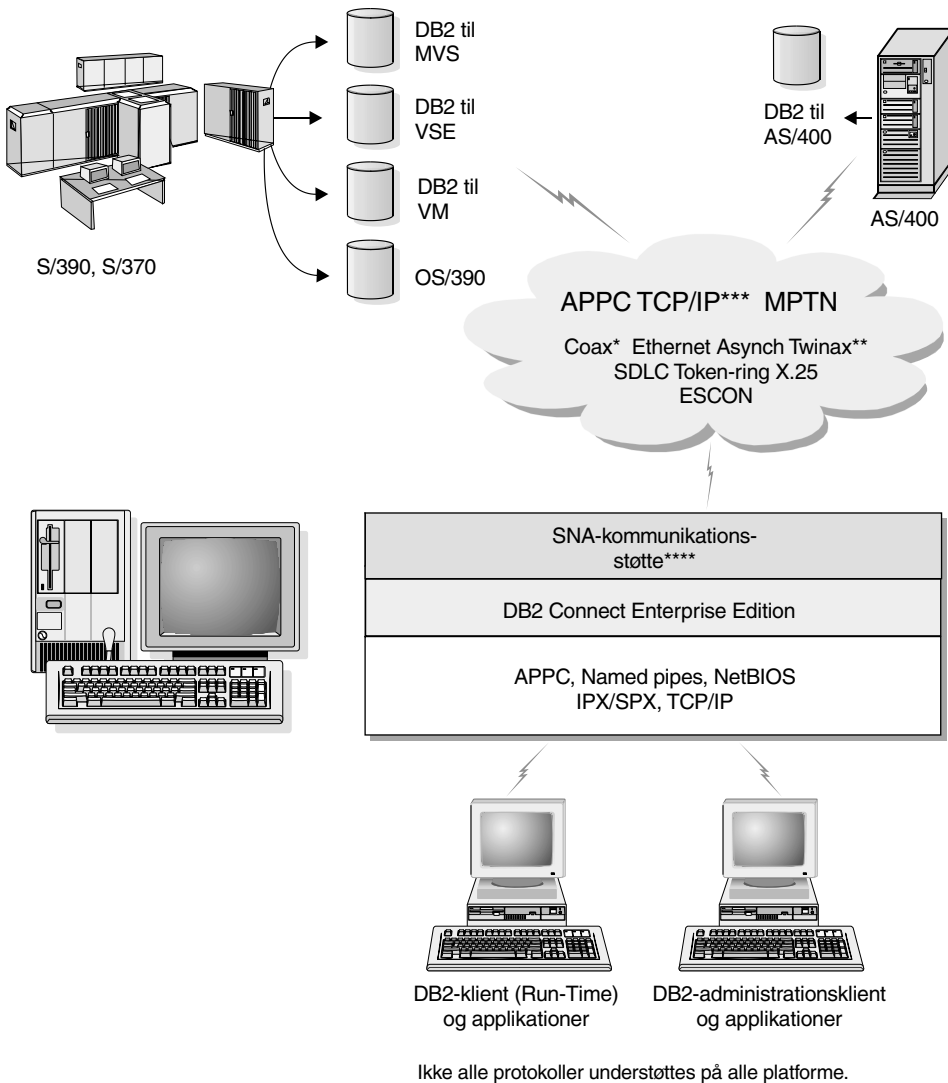 DB2 til
MVS
DB2 til
VSE
DB2 til
VM
OS/390
S/390, S/370
DB2 til
AS/400
AS/400
APPC TCP/IP*** MPTN
Coax* Ethernet Asynch Twinax**
SDLC Token-ring X.25
ESCON
SNA-kommunikations-
støtte****
DB2 Connect Enterprise Edition
APPC, Named pipes, NetBIOS
IPX/SPX, TCP/IP
DB2-klient (Run-Time)
og applikationer
DB2-administrationsklient
og applikationer
Ikke alle protokoller understøttes på alle platforme.